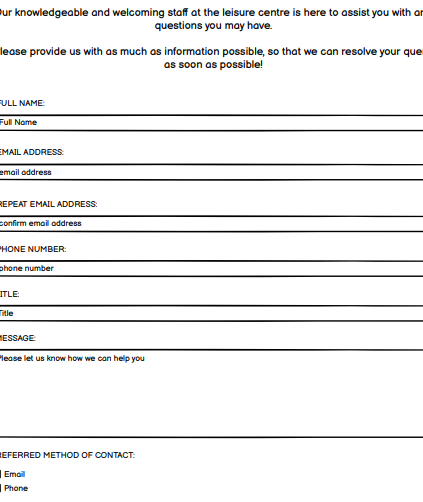 Our knowledgeable and welcoming staff at the leisure centre is here to assist you with an
questions you may have.
lease provide us with as much as information possible, so that we can resolve your que
as soon as possible!
FULL NAME:
Full Name
EMAIL ADDRESS:
email address
REPEAT EMAIL ADDRESS:
confirm email address
PHONE NUMBER:
phone number
ITLE:
Title
MESSAGE:
Please let us know how we can help you
REFERRED METHOD OF CONTACT:
Email
Phone